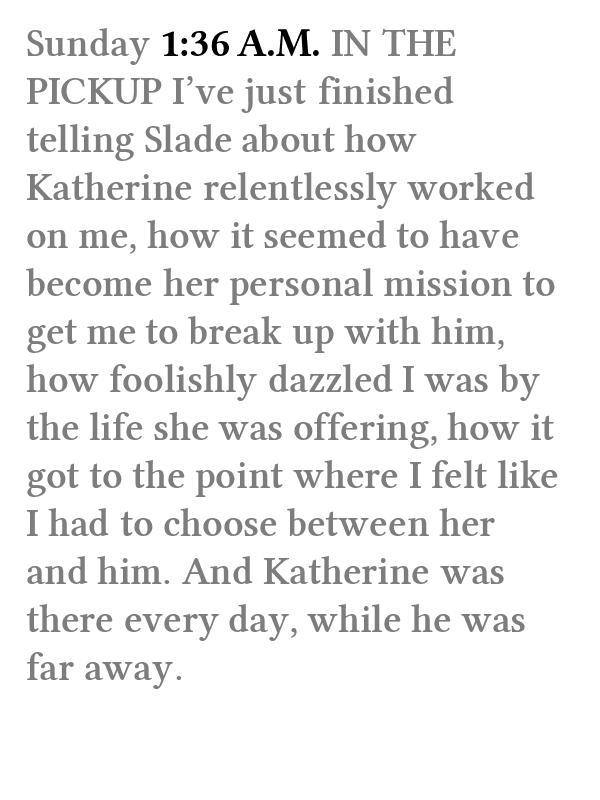 Sunday 1:36 A.M. IN THE
PICKUP I’ve just finished
telling Slade about how
Katherine relentlessly worked
on me, how it seemed to have
become her personal mission to
get me to break up with him,
how foolishly dazzled I was by
the life she was offering, how it
got to the point where I felt like
I had to choose between her
and him. And Katherine was
there every day, while he was
far away.